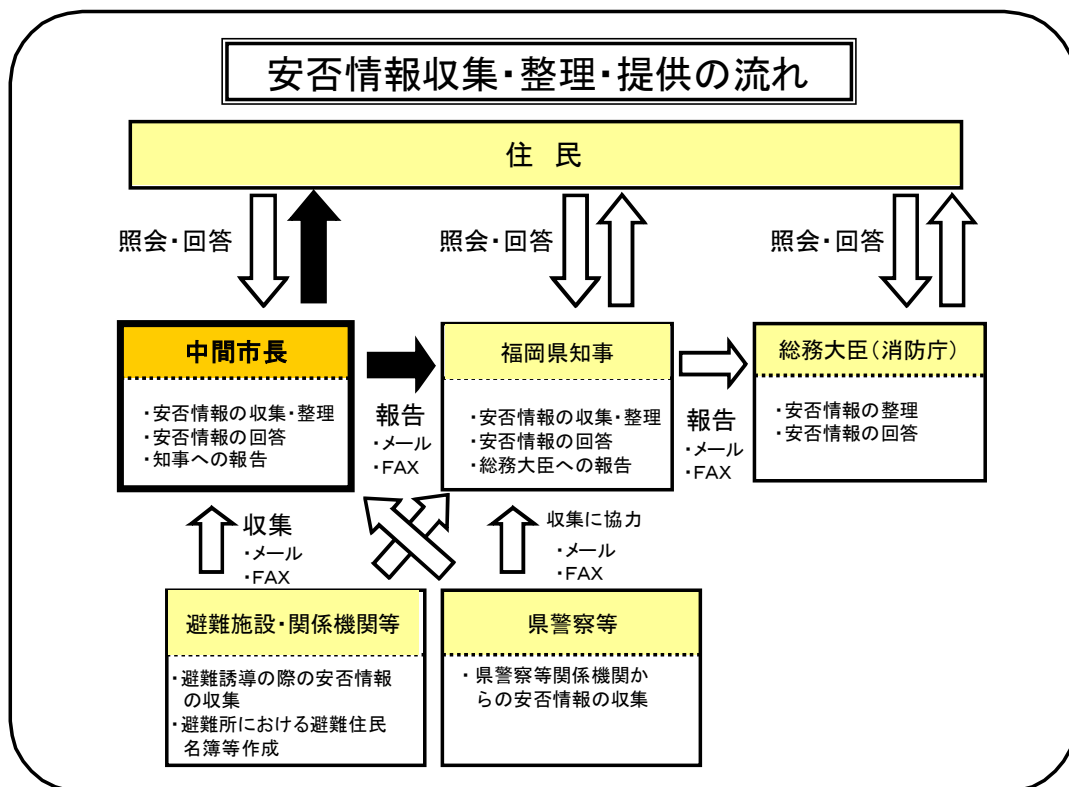 安否情報収集・整理・提供の流れ
住 民
照会・回答
照会・回答
照会・回答
中間市長
・安否情報の収集・整理
・安否情報の回答
・知事への報告
報告
・メール
・FAX
福岡県知事
・安否情報の収集・整理
・安否情報の回答
・総務大臣への報告
報告
・メール
・FAX
総務大臣(消防庁)
・安否情報の整理
・安否情報の回答
収集
・メール
・FAX
収集に協力
・メール
・FAX
避難施設・関係機関等
・避難誘導の際の安否情報
の収集
・避難所における避難住民
名簿等作成
県警察等
・県警察等関係機関か
らの安否情報の収集